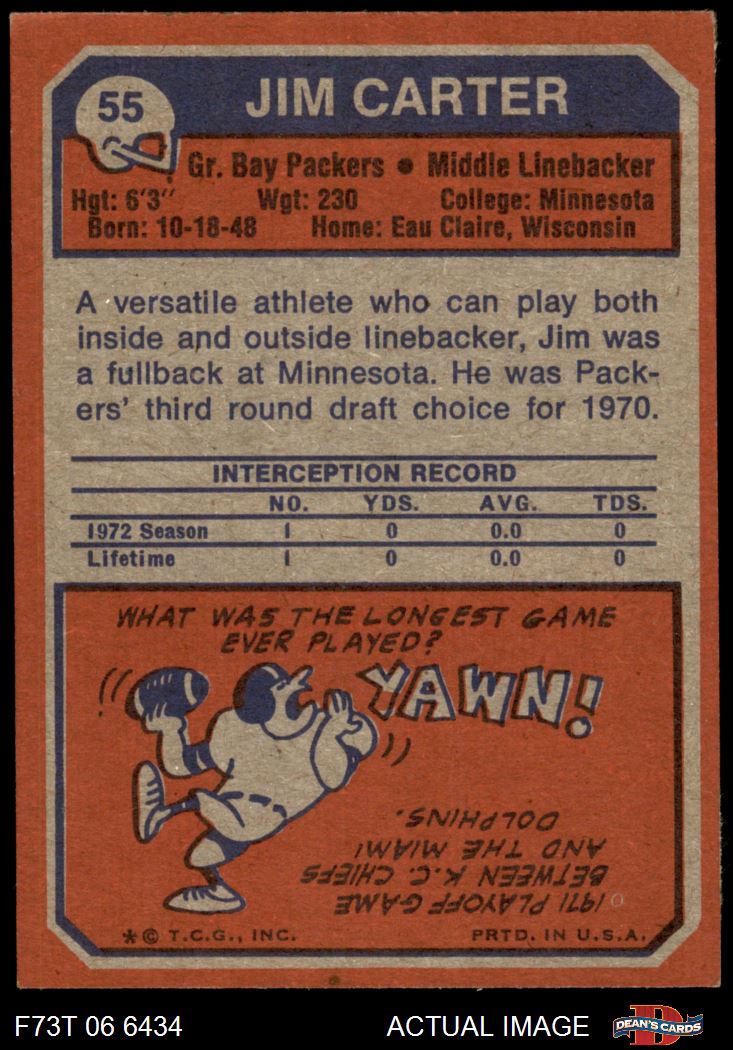 55
JIM CARTER
Gr. Bay Packers ● Middle Linebacker
Hgt: 6'3" Wgt: 230 College: Minnesota
Born: 10-18-48 Home: Eau Claire, Wisconsin
A versatile athlete who can play both
inside and outside linebacker, Jim was
a fullback at Minnesota. He was Pack-
ers' third round draft choice for 1970.
INTERCEPTION RECORD
NO. YDS. AVG. TDS.
1972 Season 1 0 0.0 0
Lifetime 1 0 0.0 0
WHAT WAS THE LONGEST GAME
EVER PLAYED?
YAWN!
1971 PLAYOFF GAME
BETWEEN K.C. CHIEFS
AND THE MIAMI
DOLPHINS.
* © T.C.G., INC. PRTD. IN U.S.A.
F73T 06 6434 ACTUAL IMAGE
D
DEAN'S CARDS